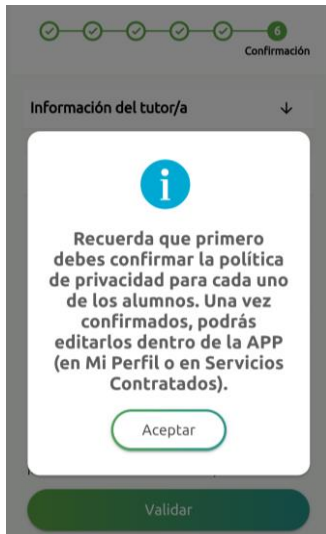 6
Confirmación
Información del tutor/a
Recuerda que primero
debes confirmar la política
de privacidad para cada uno
de los alumnos. Una vez
confirmados, podrás
editarlos dentro de la APP
(en Mi Perfil o en Servicios
Contratados).
Aceptar
Validar